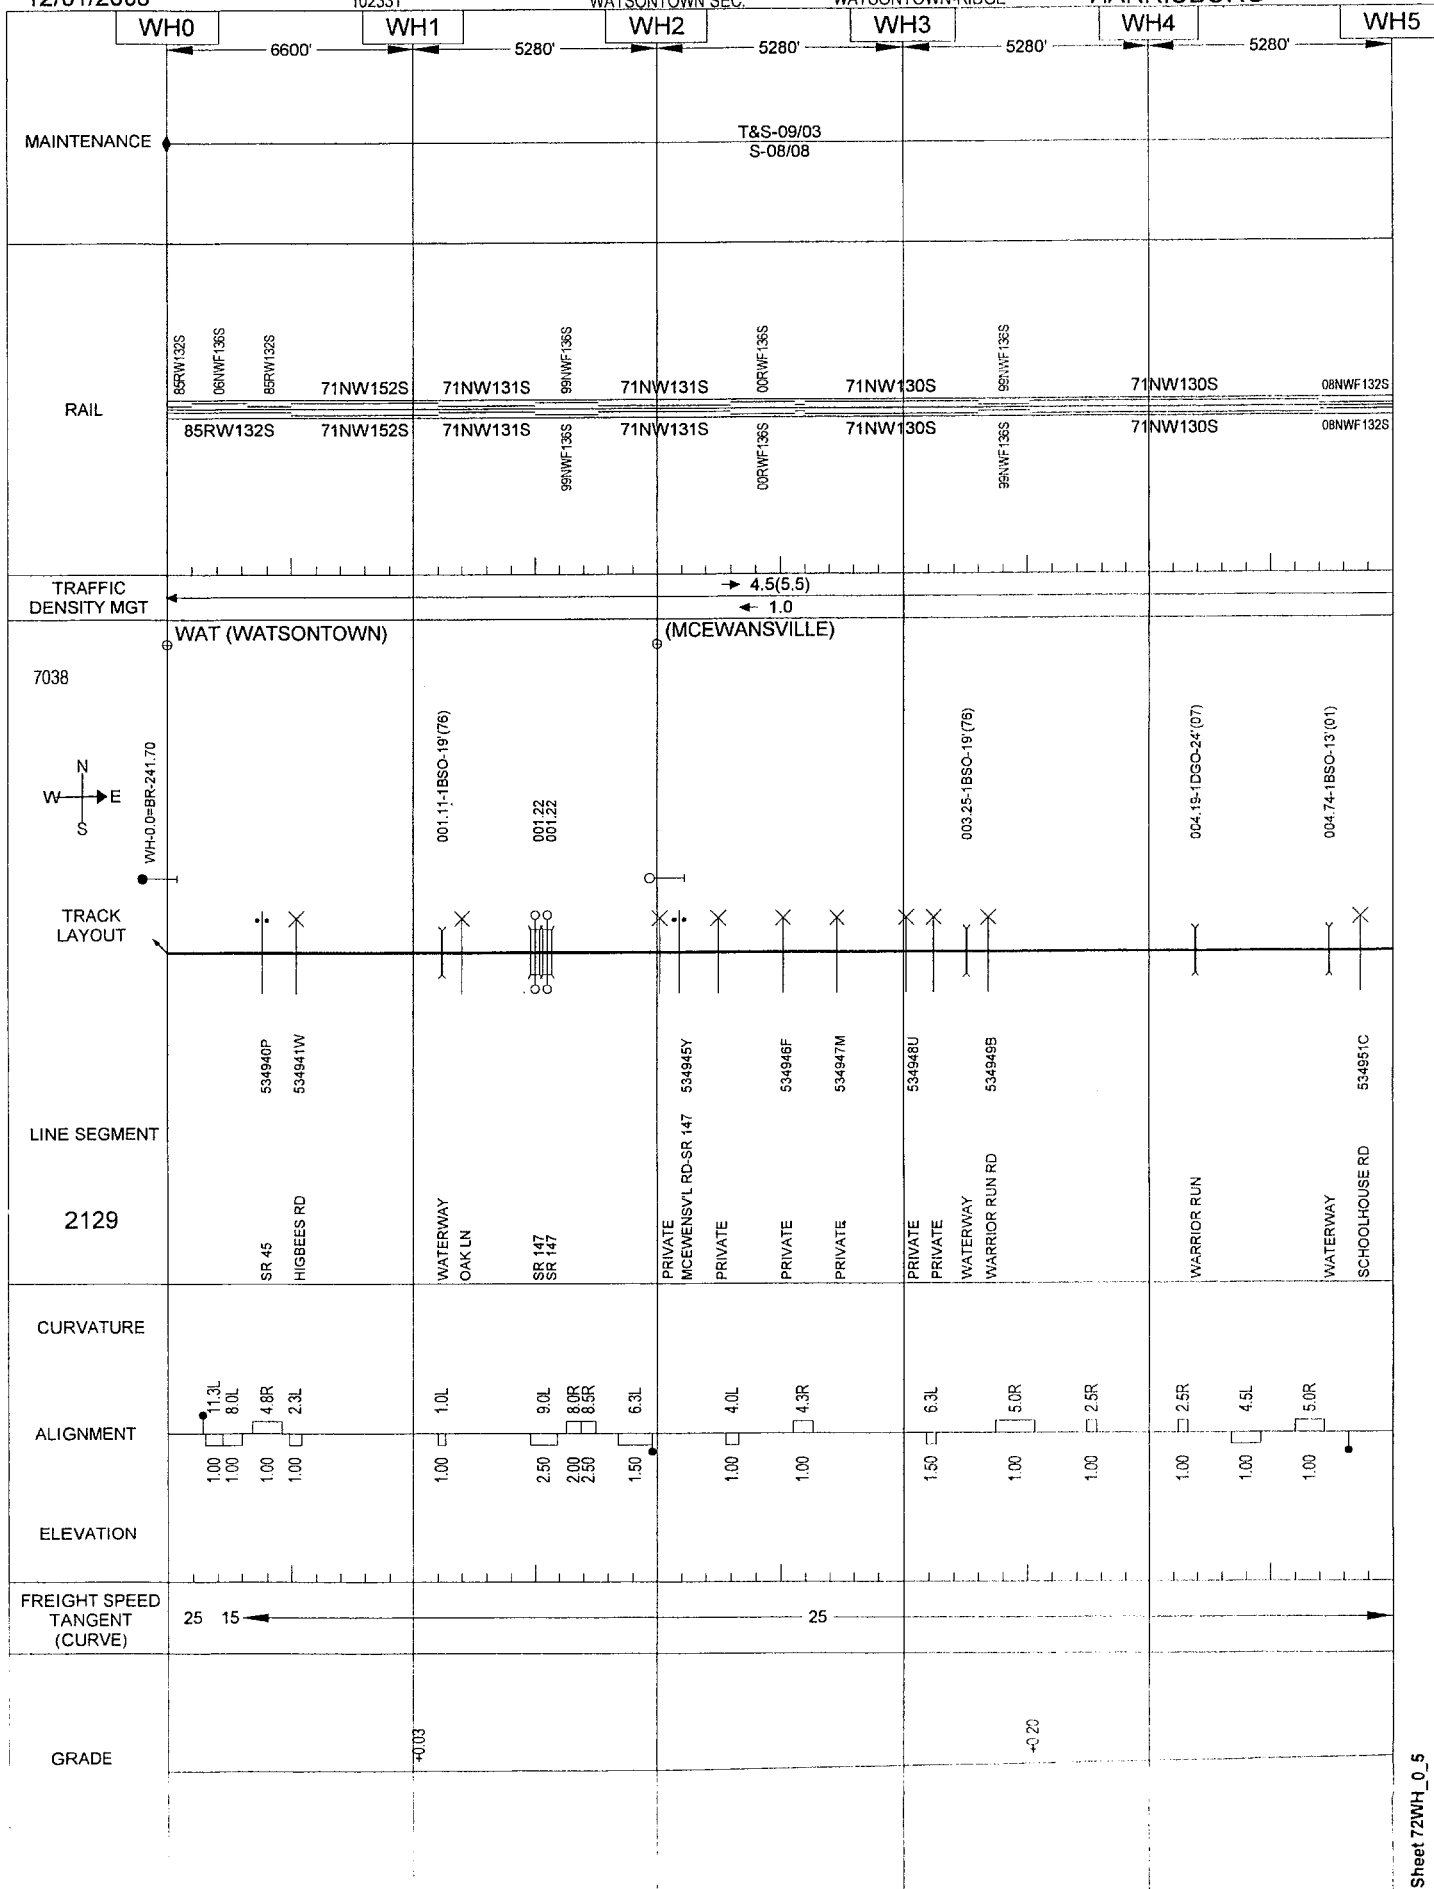 WH0
WH1
WH2
WH3
WH4
WH5
6600'
5280'
5280'
5280'
5280'
MAINTENANCE
T&S-09/03
S-08/08
RAIL
85RW132S
06NWF136S
85RW132S
71NW152S
71NW131S
99NWF136S
71NW131S
00RWF136S
71NW130S
99NWF136S
71NW130S
08NWF132S
85RW132S
71NW152S
71NW131S
99NWF136S
71NW131S
00RWF136S
71NW130S
99NWF136S
71NW130S
08NWF132S
TRAFFIC
DENSITY MGT
4.5(5.5)
1.0
WAT (WATSONTOWN)
(MCEWANSVILLE)
7038
N
W E
S
WH-0.0=BR-241.70
001.11-1BSO-19'(76)
001.22
001.22
003.25-1BSO-19'(76)
004.19-1DGO-24'(07)
004.74-1BSO-13'(01)
TRACK
LAYOUT
534940P
534941W
534945Y
534946F
534947M
534948U
534949B
534951C
LINE SEGMENT
2129
SR 45
HIGBEES RD
WATERWAY
OAK LN
SR 147
SR 147
PRIVATE
MCEWENSV'L RD-SR 147
PRIVATE
PRIVATE
PRIVATE
PRIVATE
PRIVATE
WATERWAY
WARRIOR RUN RD
WARRIOR RUN
WATERWAY
SCHOOLHOUSE RD
CURVATURE
11.3L
8.0L
4.8R
2.3L
1.0L
9.0L
8.0R
8.5R
6.3L
4.0L
4.3R
6.3L
5.0R
2.5R
2.5R
4.5L
5.0R
ALIGNMENT
1.00
1.00
1.00
1.00
1.00
2.50
2.00
2.50
1.50
1.00
1.00
1.50
1.00
1.00
1.00
1.00
1.00
ELEVATION
FREIGHT SPEED
TANGENT
(CURVE)
25 15
25
GRADE
+0.03
+0.20
Sheet 72WH_0_5